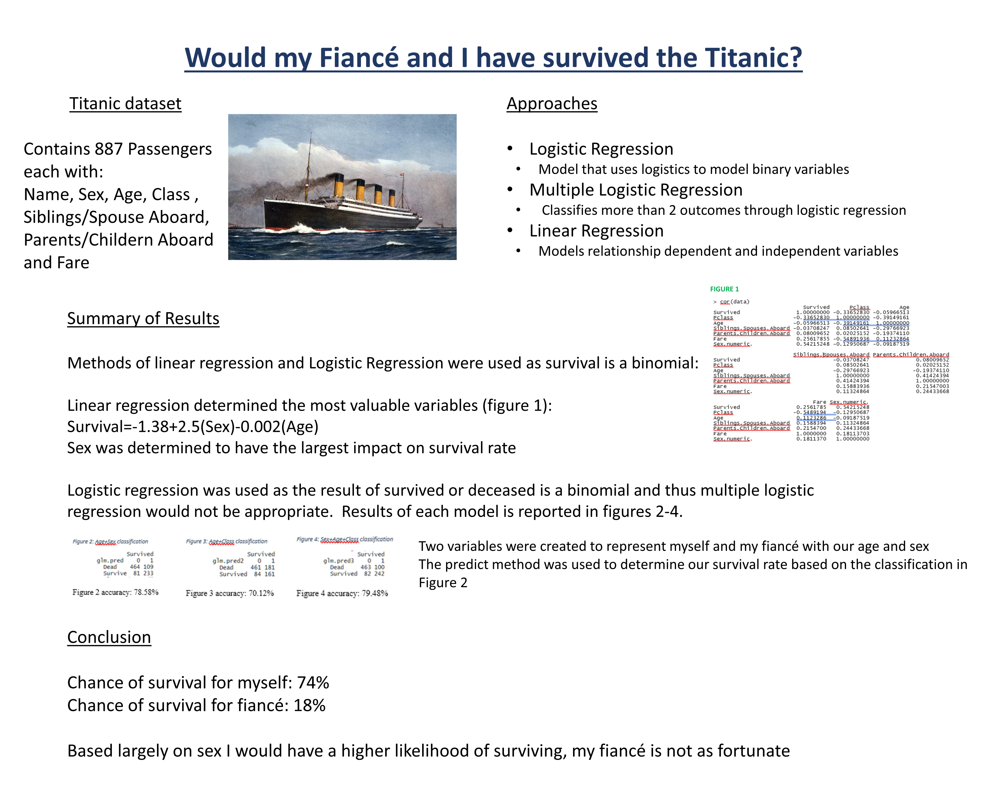 Would my Fiancé and I have survived the Titanic?
Titanic dataset
Contains 887 Passengers
each with:
Name, Sex, Age, Class ,
Siblings/Spouse Aboard,
Parents/Childern Aboard
and Fare
Approaches
• Logistic Regression
• Model that uses logistics to model binary variables
• Multiple Logistic Regression
• Classifies more than 2 outcomes through logistic regression
• Linear Regression
• Models relationship dependent and independent variables
FIGURE 1
> cor(data)
Survived Pclass Age
Survived 1.00000000 -0.33652830 -0.05966513
Pclass -0.33652830 1.00000000 -0.39149161
Age -0.05966513 -0.39149161 1.00000000
Siblings.Spouses.Aboard -0.03708247 0.08502641 -0.29766923
Parents.Children.Aboard 0.08009652 0.02025152 -0.19374110
Fare 0.25617855 -0.54891936 0.11232864
Sex.numeric. 0.54215248 -0.12950687 -0.09187519
Siblings.Spouses.Aboard Parents.Children.Aboard
Survived -0.03708247 0.08009652
Pclass 0.08502641 0.02025152
Age -0.29766923 -0.19374110
Siblings.Spouses.Aboard 1.00000000 0.41424394
Parents.Children.Aboard 0.41424394 1.00000000
Fare 0.15883936 0.21547003
Sex.numeric. 0.11324864 0.24433668
Fare Sex.numeric.
Survived 0.2561785 0.54215248
Pclass -0.5489194 -0.12950687
Age 0.1123286 -0.09187519
Siblings.Spouses.Aboard 0.1588394 0.11324864
Parents.Children.Aboard 0.2154700 0.24433668
Fare 1.0000000 0.18113703
Sex.numeric. 0.1811370 1.00000000
Summary of Results
Methods of linear regression and Logistic Regression were used as survival is a binomial:
Linear regression determined the most valuable variables (figure 1):
Survival=-1.38+2.5(Sex)-0.002(Age)
Sex was determined to have the largest impact on survival rate
Logistic regression was used as the result of survived or deceased is a binomial and thus multiple logistic
regression would not be appropriate.  Results of each model is reported in figures 2-4.
Figure 2: Age+Sex classification
Survived
glm.pred 0 1
Dead 464 109
Survive 81 233
Figure 2 accuracy: 78.58%
Figure 3: Age+Class classification
Survived
glm.pred2 0 1
Dead 461 181
Survived 84 161
Figure 3 accuracy: 70.12%
Figure 4: Sex+Age+Class classification
Survived
glm.pred3 0 1
Dead 463 100
Survived 82 242
Figure 4 accuracy: 79.48%
Two variables were created to represent myself and my fiancé with our age and sex
The predict method was used to determine our survival rate based on the classification in
Figure 2
Conclusion
Chance of survival for myself: 74%
Chance of survival for fiancé: 18%
Based largely on sex I would have a higher likelihood of surviving, my fiancé is not as fortunate